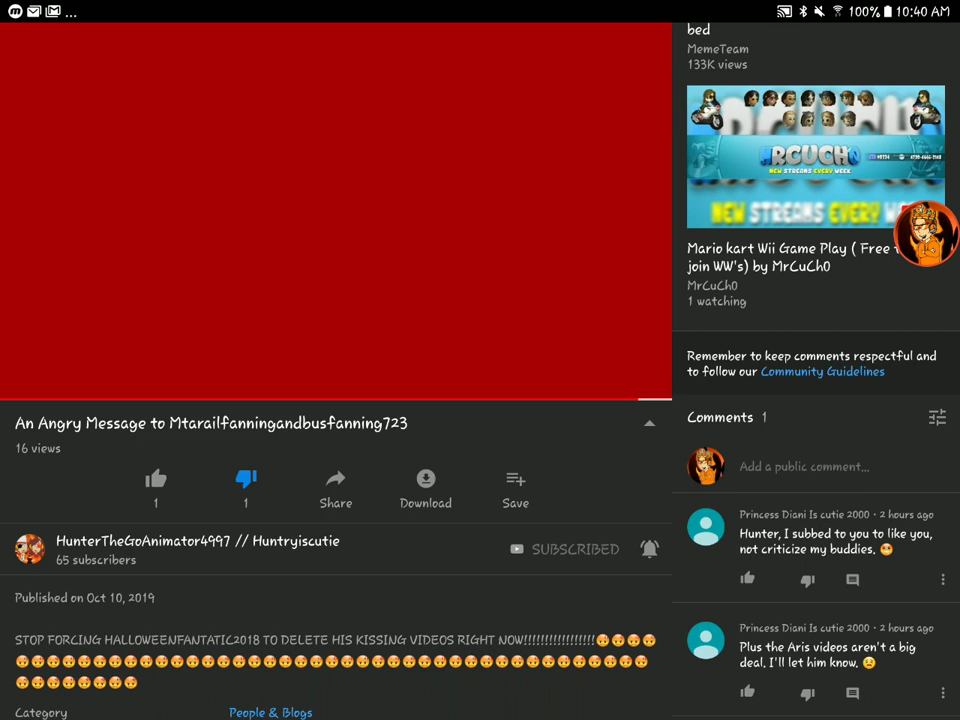 ... 100% 10:40 AM
bed
MemeTeam
133K views
MRCUCHO
NEW STREAMS EVERY WEEK
NEW STREAMS EVERY
Mario kart Wii Game Play ( Free
join WW's) by MrCuCh0
MrCuCh0
1 watching
Remember to keep comments respectful and
to follow our Community Guidelines
An Angry Message to Mtarailfanningandbusfanning723
16 views
1 1 Share Download Save
HunterTheGoAnimator4997 // Huntryiscutie
65 subscribers
SUBSCRIBED
Published on Oct 10, 2019
STOP FORCING HALLOWEENFANTATIC2018 TO DELETE HIS KISSING VIDEOS RIGHT NOW!!!!!!!!!!!!!!!!!😡😡😡😡
😡😡😡😡😡😡😡😡😡😡😡😡😡😡😡😡😡😡😡😡😡😡😡😡😡😡😡😡😡😡😡😡
😡😡😡😡😡😡😡😡
Category People & Blogs
Comments 1
Add a public comment...
Princess Diani Is cutie 2000 • 2 hours ago
Hunter, I subbed to you to like you,
not criticize my buddies. 😬
Princess Diani Is cutie 2000 • 2 hours ago
Plus the Aris videos aren't a big
deal. I'll let him know. 😣